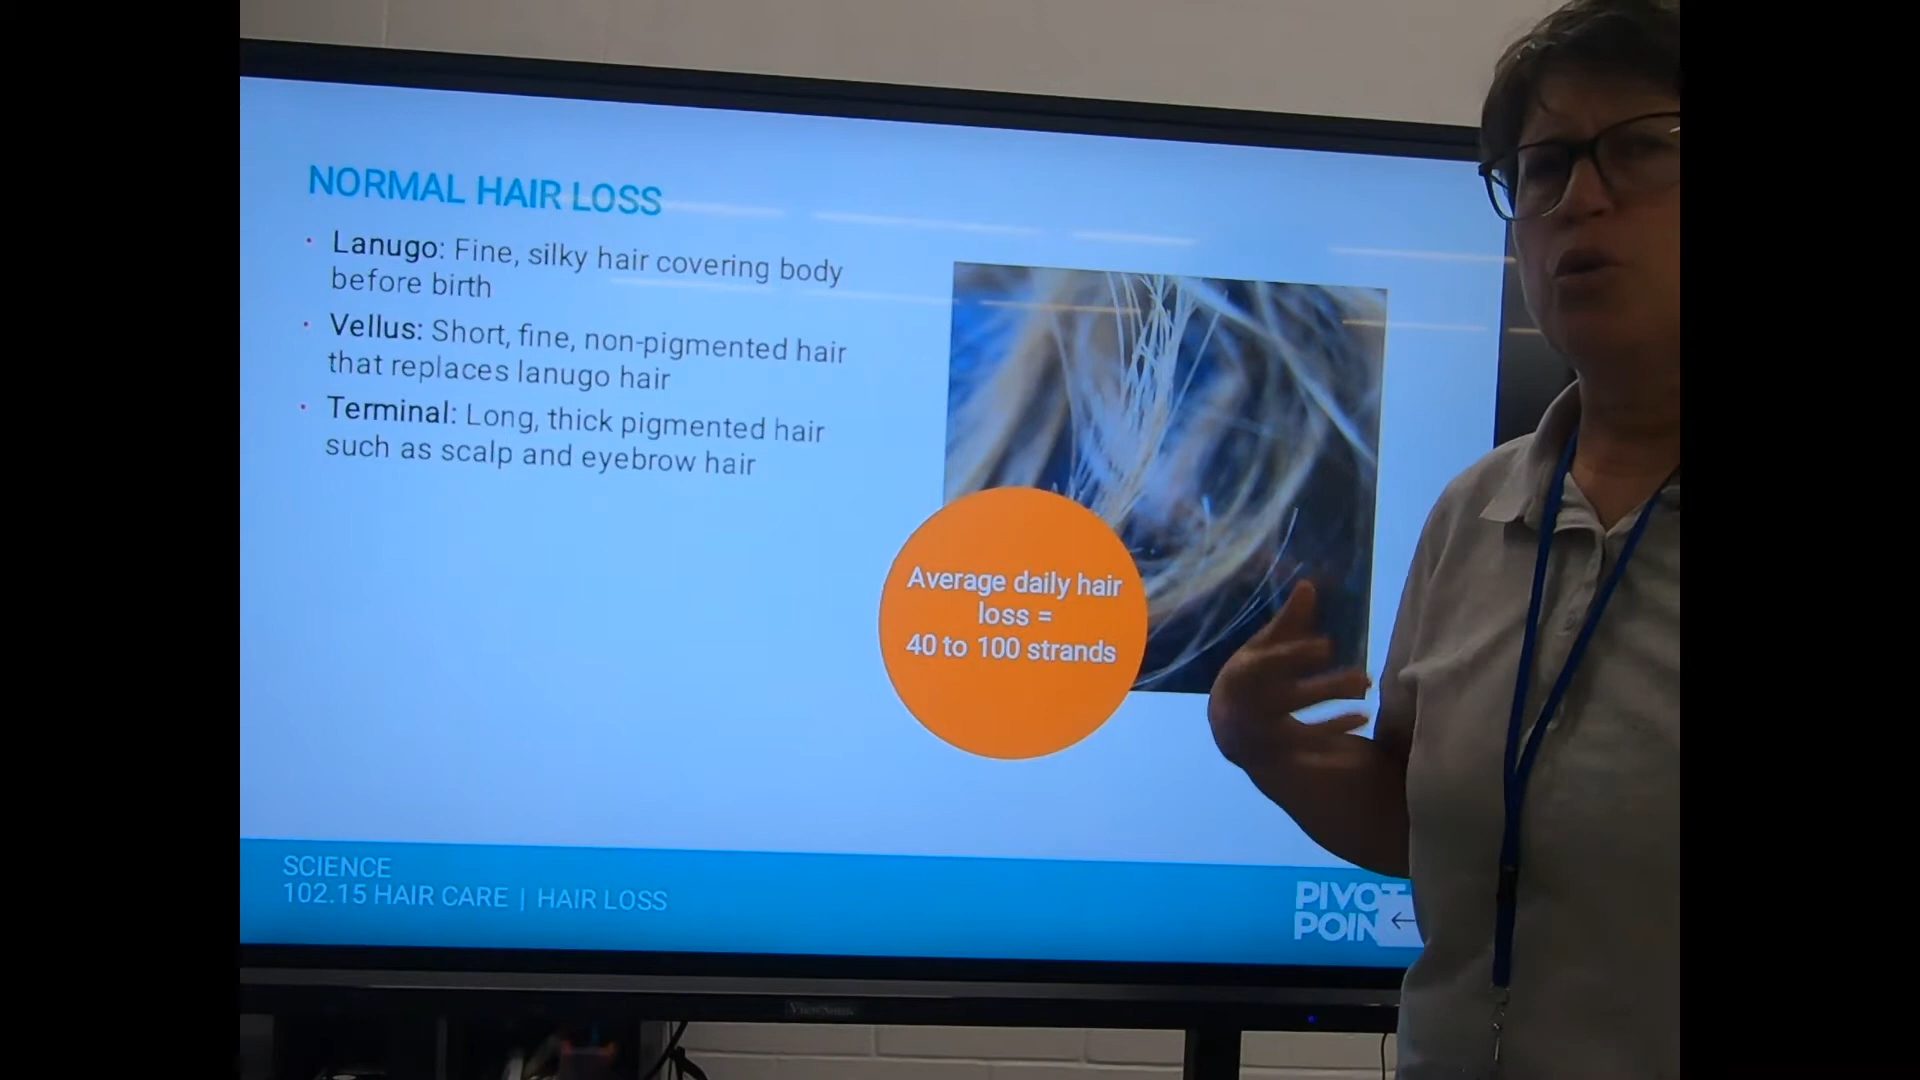 NORMAL HAIR LOSS
• Lanugo: Fine, silky hair covering body
before birth
• Vellus: Short, fine, non-pigmented hair
that replaces lanugo hair
• Terminal: Long, thick pigmented hair
such as scalp and eyebrow hair
Average daily hair
loss =
40 to 100 strands
SCIENCE
102.15 HAIR CARE | HAIR LOSS
PIVOT
POIN
ViewSonic